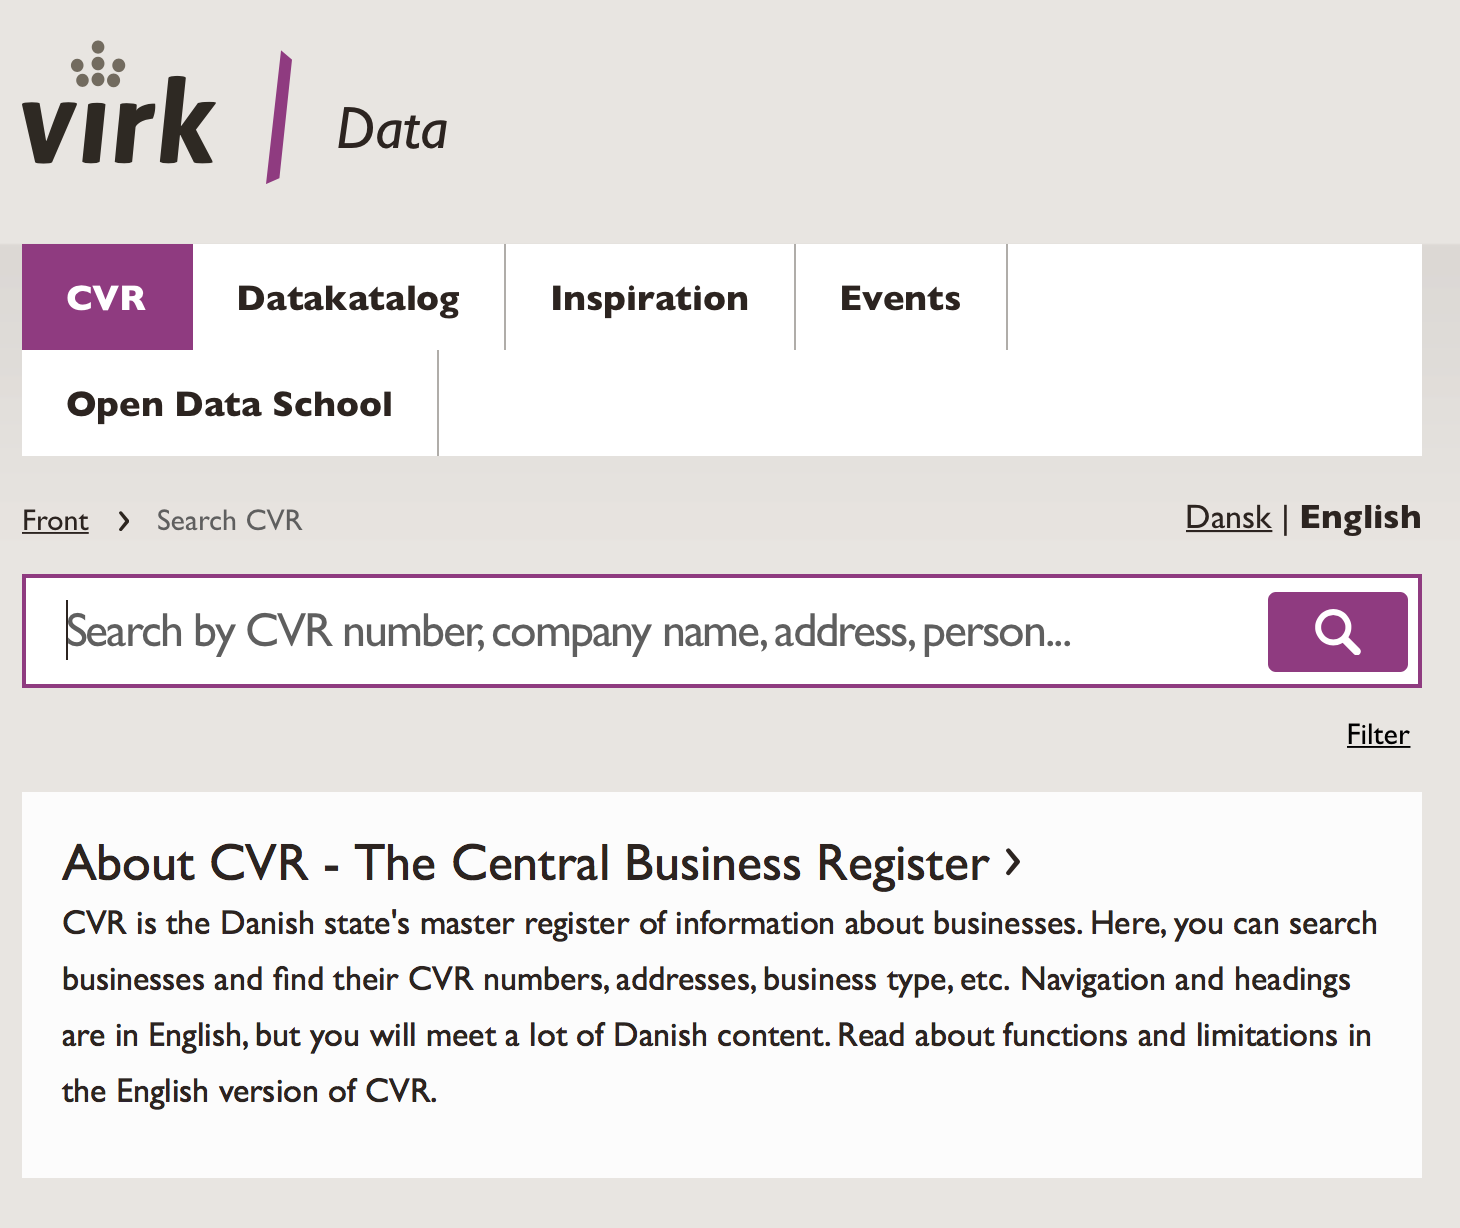 virk
Data
CVR
Datakatalog
Inspiration
Events
Open Data School
Front
Search CVR
Dansk | English
Search by CVR number, company name, address, person...
Filter
About CVR - The Central Business Register
CVR is the Danish state's master register of information about businesses. Here, you can search
businesses and find their CVR numbers, addresses, business type, etc. Navigation and headings
are in English, but you will meet a lot of Danish content. Read about functions and limitations in
the English version of CVR.